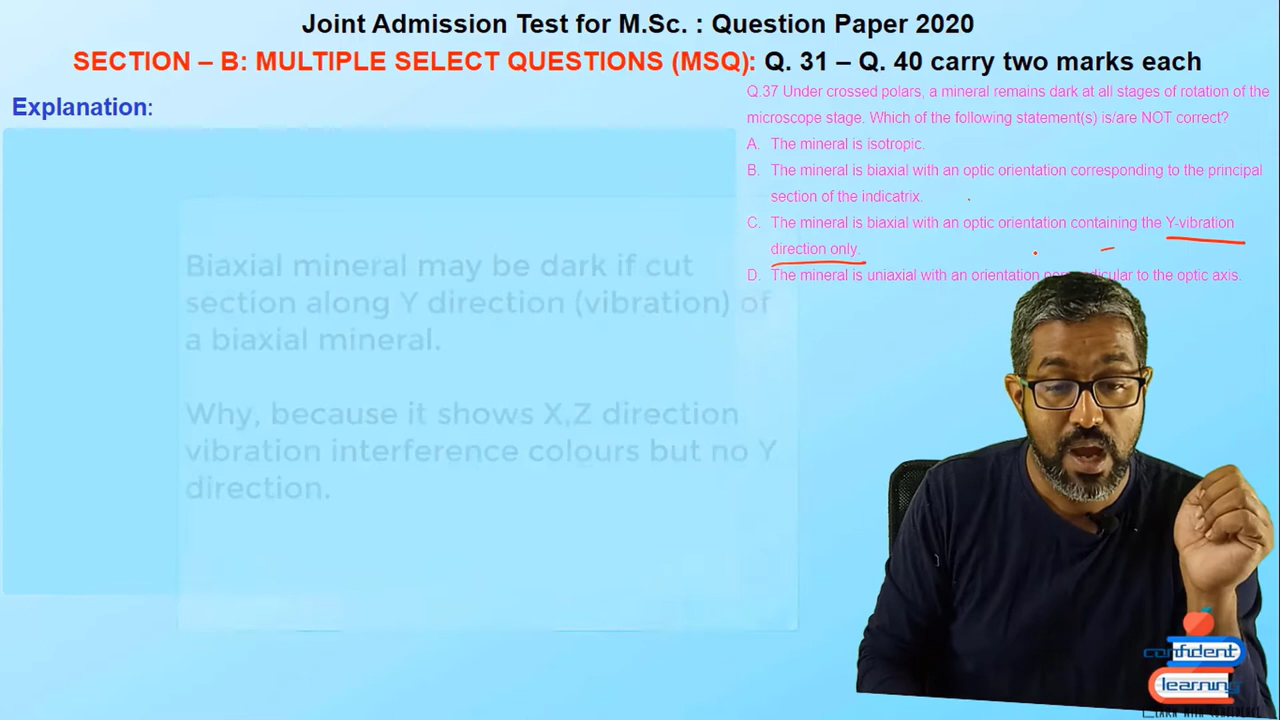 Joint Admission Test for M.Sc. : Question Paper 2020
SECTION – B: MULTIPLE SELECT QUESTIONS (MSQ): Q. 31 – Q. 40 carry two marks each
Explanation:
Biaxial mineral may be dark if cut
section along Y direction (vibration) of
a biaxial mineral.
Why, because it shows X,Z direction
vibration interference colours but no Y
direction.
Q.37 Under crossed polars, a mineral remains dark at all stages of rotation of the
microscope stage. Which of the following statement(s) is/are NOT correct?
A. The mineral is isotropic.
B. The mineral is biaxial with an optic orientation corresponding to the principal
section of the indicatrix.
C. The mineral is biaxial with an optic orientation containing the Y-vibration
direction only.
D. The mineral is uniaxial with an orientation to the optic axis.
confident
learning